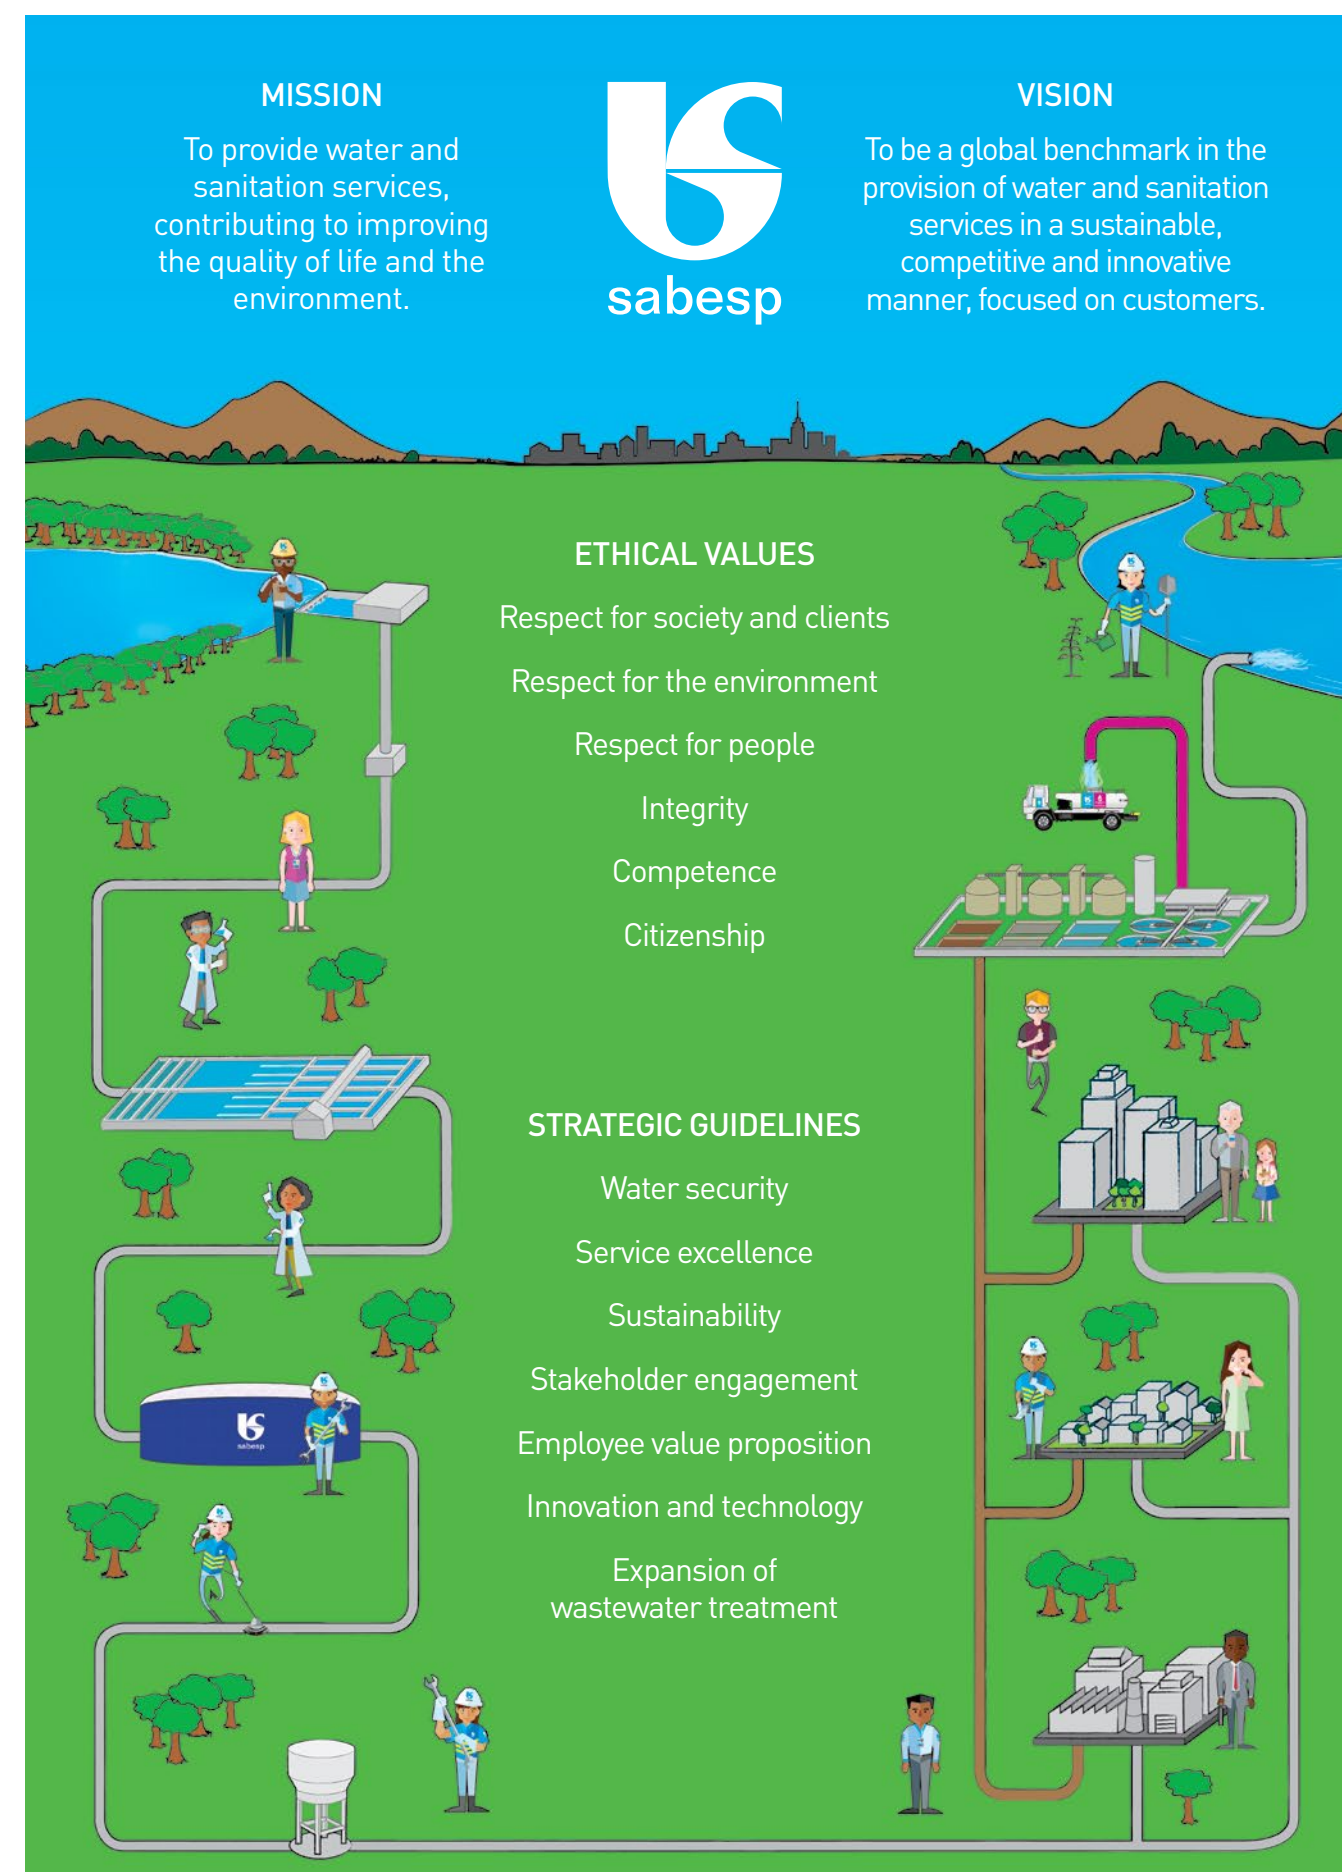 MISSION
To provide water and
sanitation services,
contributing to improving
the quality of life and the
environment.
sabesp
VISION
To be a global benchmark in the
provision of water and sanitation
services in a sustainable,
competitive and innovative
manner, focused on customers.
ETHICAL VALUES
Respect for society and clients
Respect for the environment
Respect for people
Integrity
Competence
Citizenship
STRATEGIC GUIDELINES
Water security
Service excellence
Sustainability
Stakeholder engagement
Employee value proposition
Innovation and technology
Expansion of
wastewater treatment
sabesp